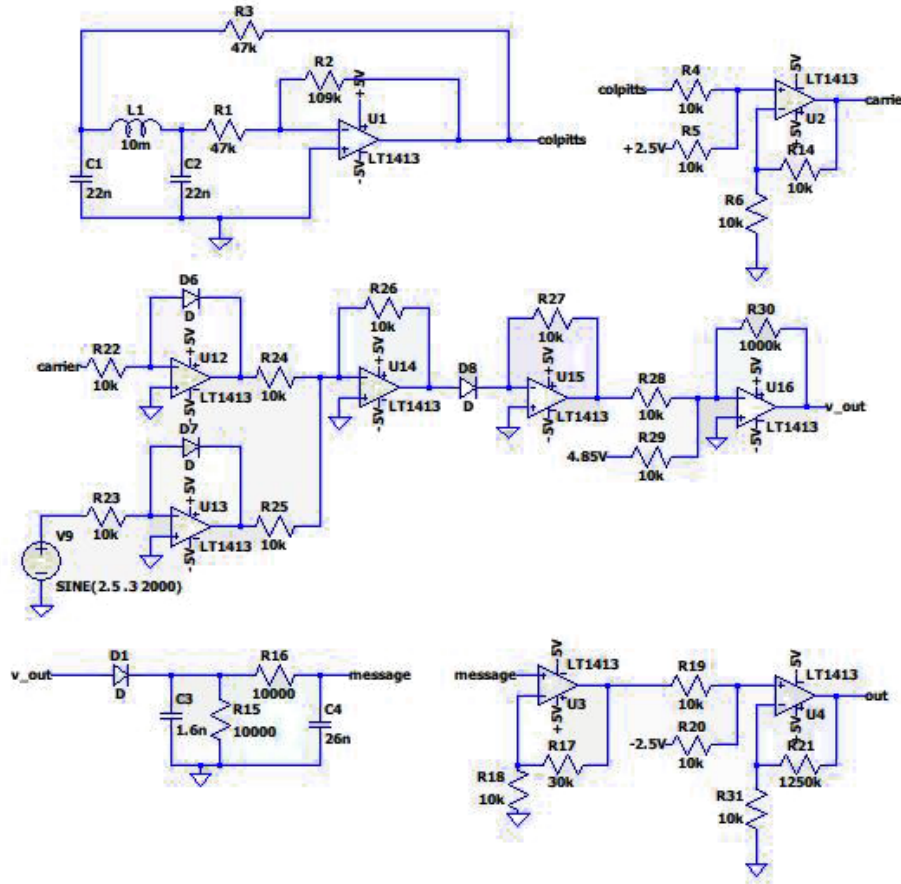 R3
47k
R2
109k
+5V
L1
10m
R1
47k
U1
LT1413
-5V
colpitts
C1
22n
C2
22n
colpitts
R4
10k
-5V
LT1413
U2
+5V
carrie
R5
+2.5V
10k
R14
10k
R6
10k
D6
D
+5V
carrier
R22
10k
U12
LT1413
-5V
R24
10k
R26
10k
+5V
U14
LT1413
-5V
D8
D
R27
10k
+5V
U15
LT1413
-5V
R28
10k
R29
4.85V
10k
R30
1000k
+5V
U16
LT1413
-5V
v_out
D7
D
+5V
R23
10k
U13
LT1413
-5V
R25
10k
V9
SINE(2.5 .3 2000)
v_out
D1
D
R16
10000
message
C3
1.6n
R15
10000
C4
26n
message
-5V
LT1413
U3
+5V
R17
30k
R18
10k
R19
10k
R20
-2.5V
10k
-5V
LT1413
U4
+5V
out
R21
1250k
R31
10k